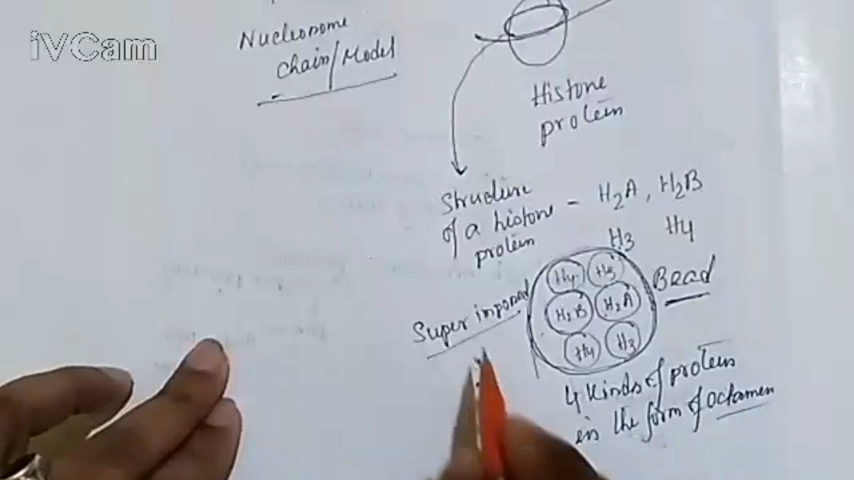 iVCam
Nucleonome
chain/Model
Histone
protein
Structure
of a histone - H2A, H2B
protein
H3 H4
H4 H3
Bead
H2B H2A
Super imposed
H4 H3
4 kinds of protein
in the form of octamer